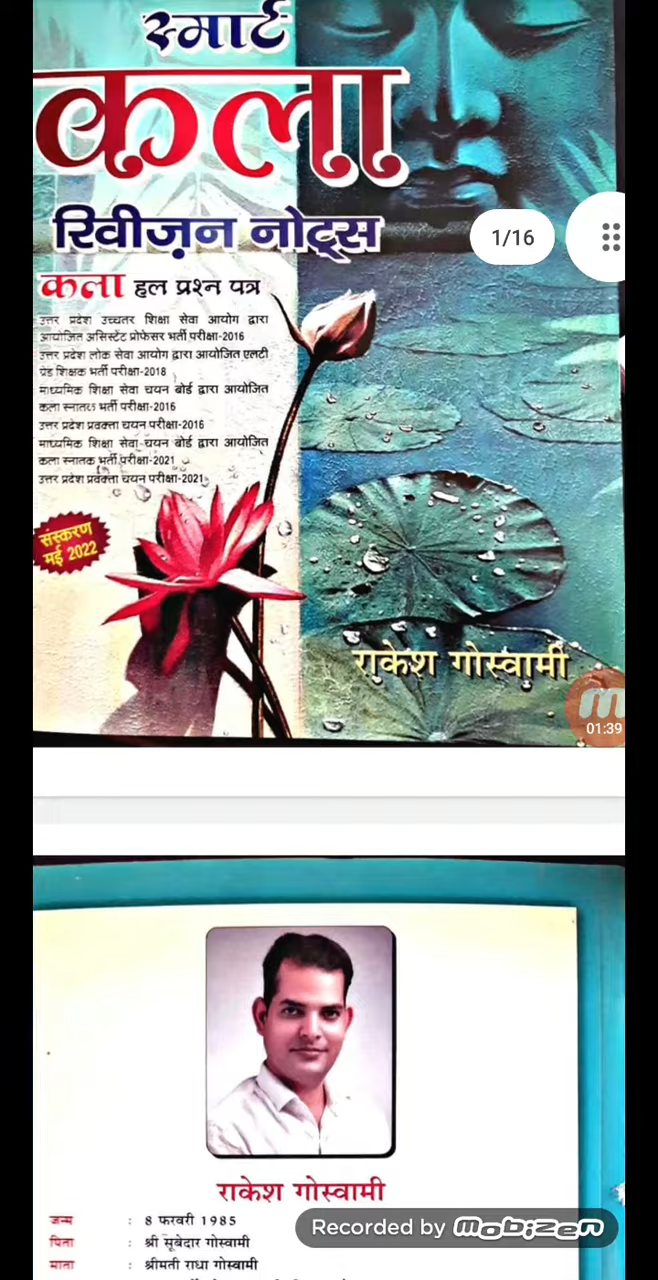 स्मार्ट
कला
रिवीज़न नोट्स
1/16
कला हल प्रश्न पत्र
उत्तर प्रदेश उच्चतर शिक्षा सेवा आयोग द्वारा
आयोजित असिस्टेंट प्रोफेसर भर्ती परीक्षा-2016
उत्तर प्रदेश लोक सेवा आयोग द्वारा आयोजित एलटी
ग्रेड शिक्षक भर्ती परीक्षा-2018
माध्यमिक शिक्षा सेवा चयन बोर्ड द्वारा आयोजित
कला स्नातक भर्ती परीक्षा-2016
उत्तर प्रदेश प्रवक्ता चयन परीक्षा-2016
माध्यमिक शिक्षा सेवा चयन बोर्ड द्वारा आयोजित
कला स्नातक भर्ती परीक्षा-2021
उत्तर प्रदेश प्रवक्ता चयन परीक्षा-2021
संस्करण
मई 2022
राकेश गोस्वामी
01:39
राकेश गोस्वामी
जन्म : 8 फरवरी 1985
Recorded by Mobizen
पिता : श्री सूबेदार गोस्वामी
माता : श्रीमती राधा गोस्वामी